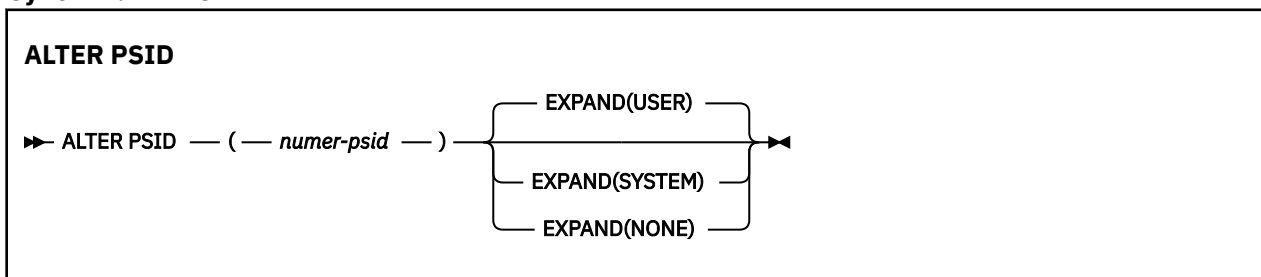 ALTER PSID
EXPAND(USER)
ALTER PSID ( numer-psid )
EXPAND(SYSTEM)
EXPAND(NONE)